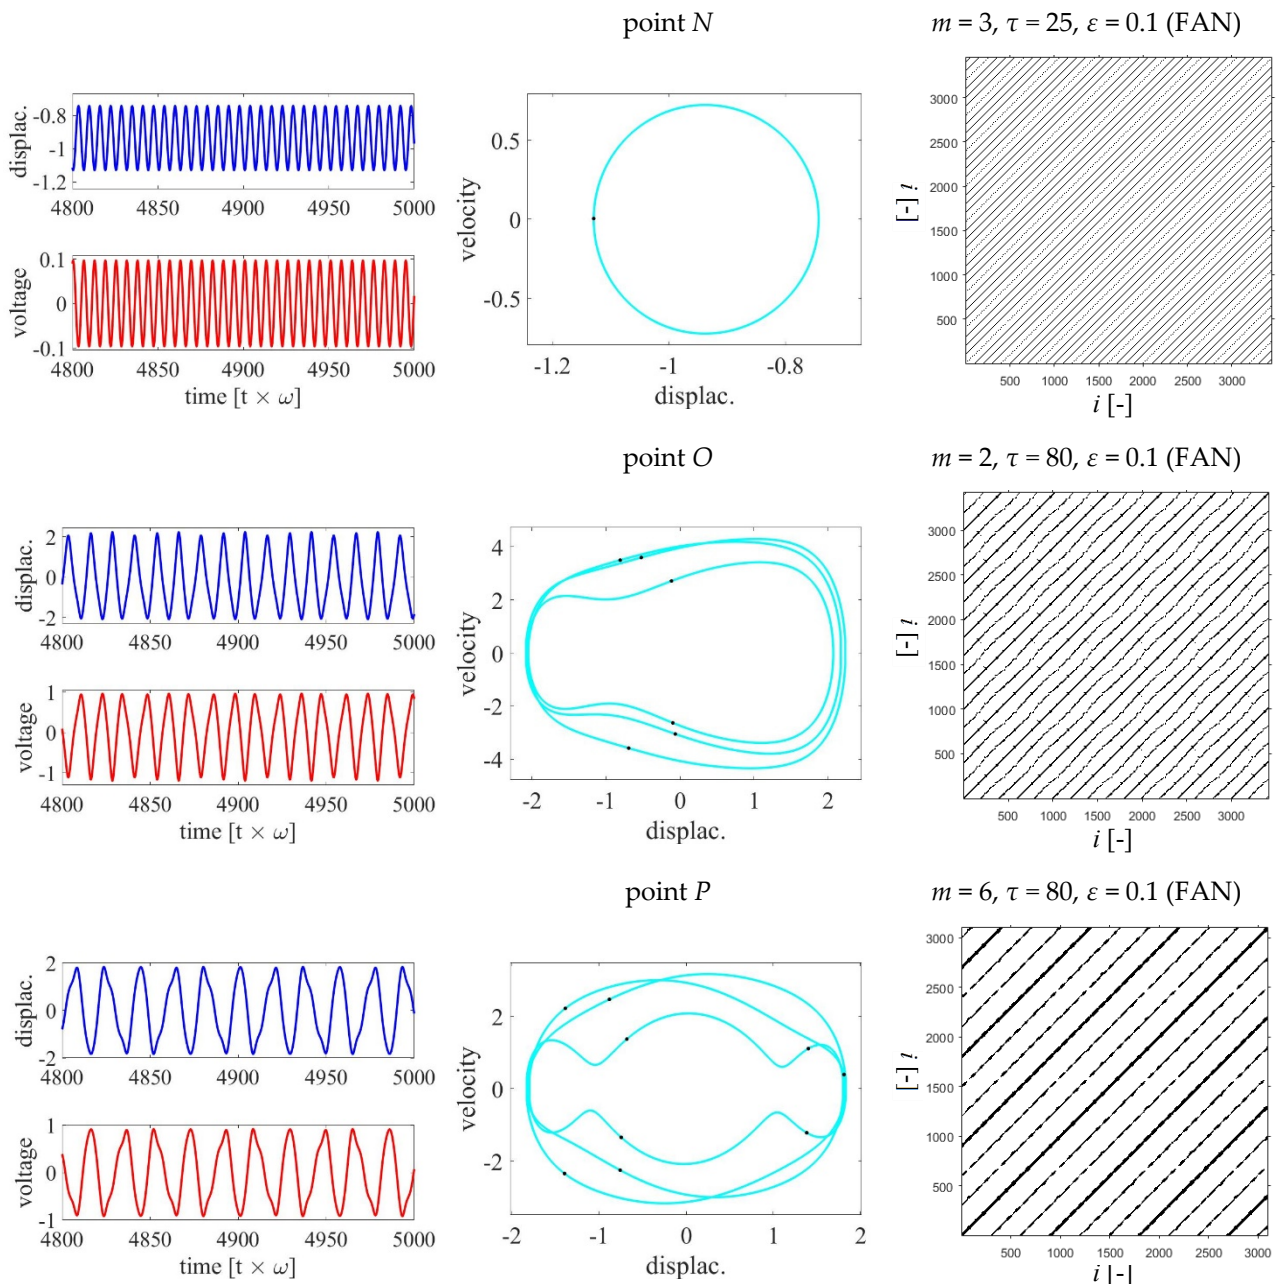 point N
m = 3, τ = 25, ε = 0.1 (FAN)
displac.
-0.8
-1
-1.2
4800 4850 4900 4950 5000
voltage
0.1
0
-0.1
4800 4850 4900 4950 5000
time [t × ω]
velocity
0.5
0
-0.5
-1.2 -1 -0.8
displac.
i [-]
3000
2500
2000
1500
1000
500
500 1000 1500 2000 2500 3000
i [-]
point O
m = 2, τ = 80, ε = 0.1 (FAN)
displac.
2
0
-2
4800 4850 4900 4950 5000
voltage
1
0
-1
4800 4850 4900 4950 5000
time [t × ω]
velocity
4
2
0
-2
-4
-2 -1 0 1 2
displac.
i [-]
3000
2500
2000
1500
1000
500
500 1000 1500 2000 2500 3000
i [-]
point P
m = 6, τ = 80, ε = 0.1 (FAN)
displac.
2
0
-2
4800 4850 4900 4950 5000
voltage
1
0
-1
4800 4850 4900 4950 5000
time [t × ω]
velocity
2
0
-2
-2 -1 0 1 2
displac.
i [-]
3000
2500
2000
1500
1000
500
500 1000 1500 2000 2500 3000
i [-]